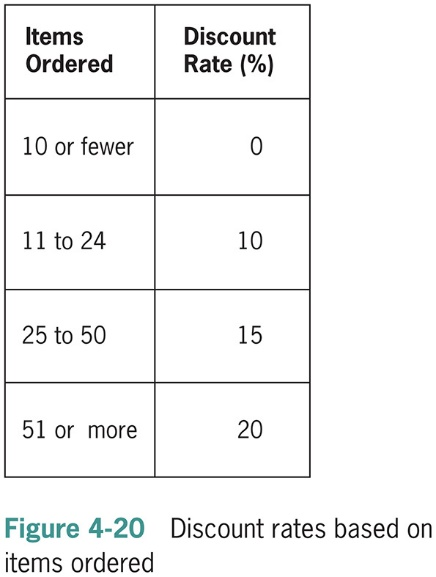 Items Ordered Discount Rate (%)
10 or fewer 0
11 to 24 10
25 to 50 15
51 or more 20
Figure 4-20 Discount rates based on
items ordered